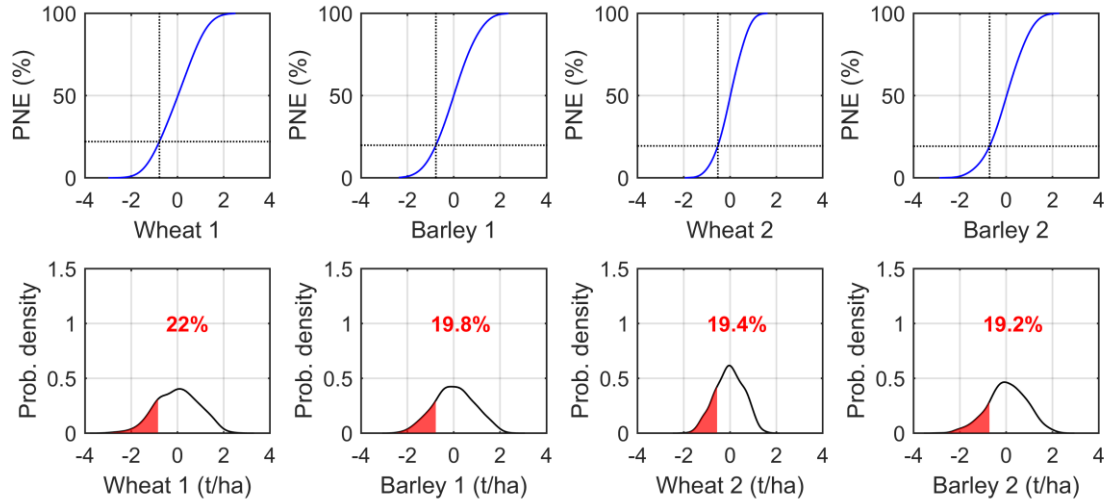 PNE (%)
100
50
0
-4 -2 0 2 4
Wheat 1
PNE (%)
100
50
0
-4 -2 0 2 4
Barley 1
PNE (%)
100
50
0
-4 -2 0 2 4
Wheat 2
PNE (%)
100
50
0
-4 -2 0 2 4
Barley 2
Prob. density
1.5
1
0.5
0
22%
-4 -2 0 2 4
Wheat 1 (t/ha)
Prob. density
1.5
1
0.5
0
19.8%
-4 -2 0 2 4
Barley 1 (t/ha)
Prob. density
1.5
1
0.5
0
19.4%
-4 -2 0 2 4
Wheat 2 (t/ha)
Prob. density
1.5
1
0.5
0
19.2%
-4 -2 0 2 4
Barley 2 (t/ha)